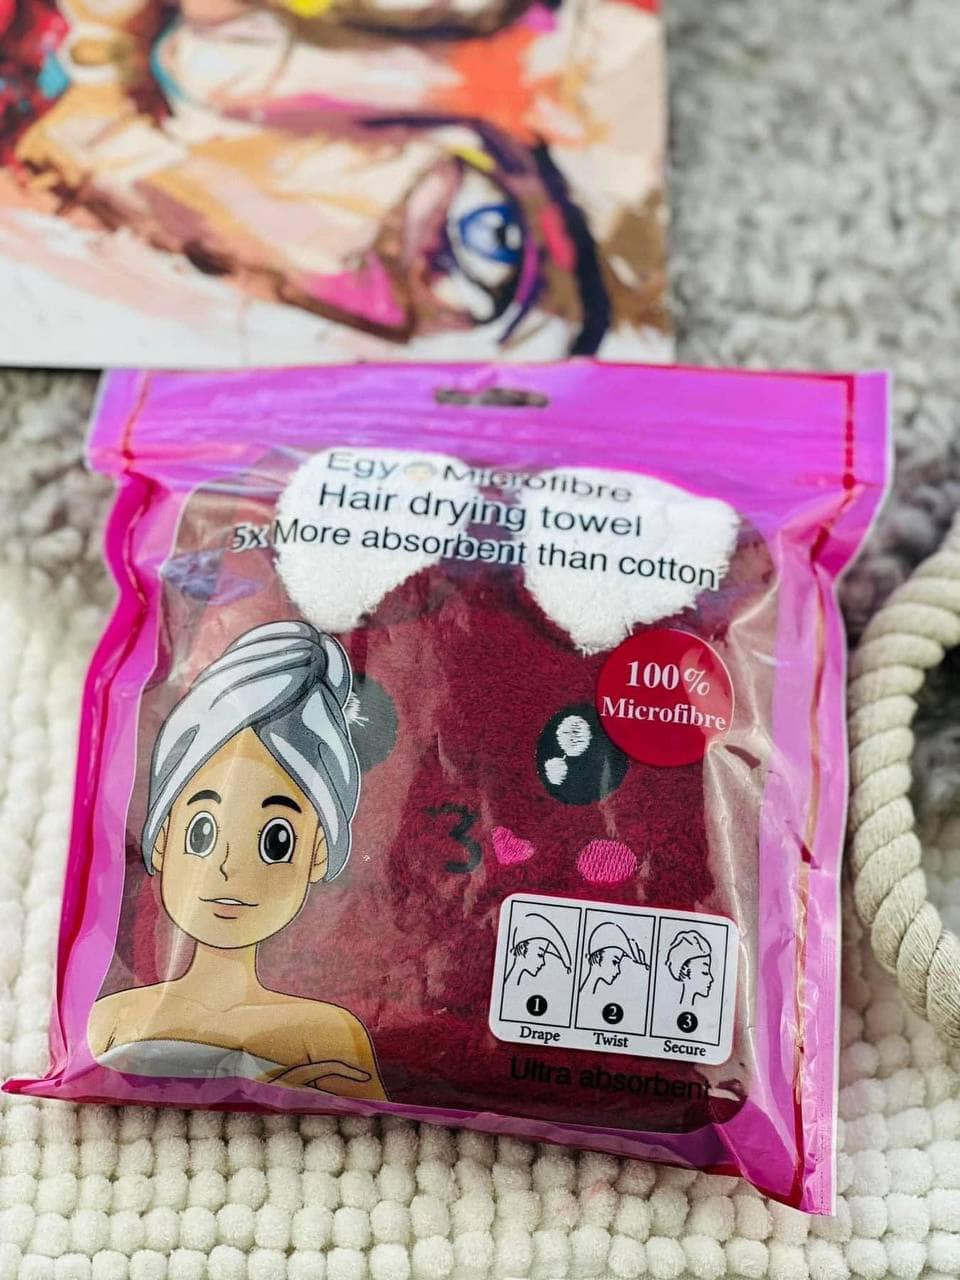 Egy Microfibre
Hair drying towel
5x More absorbent than cotton
100%
Microfibre
1
2
3
Drape
Twist
Secure
Ultra absorbent